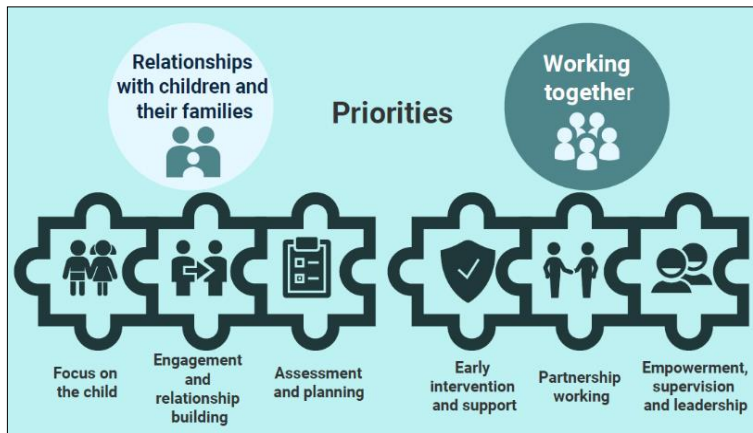 Relationships
with children and
their families
Priorities
Working
together
Focus on
the child
Engagement
and
relationship
building
Assessment
and planning
Early
intervention
and support
Partnership
working
Empowerment,
supervision
and leadership